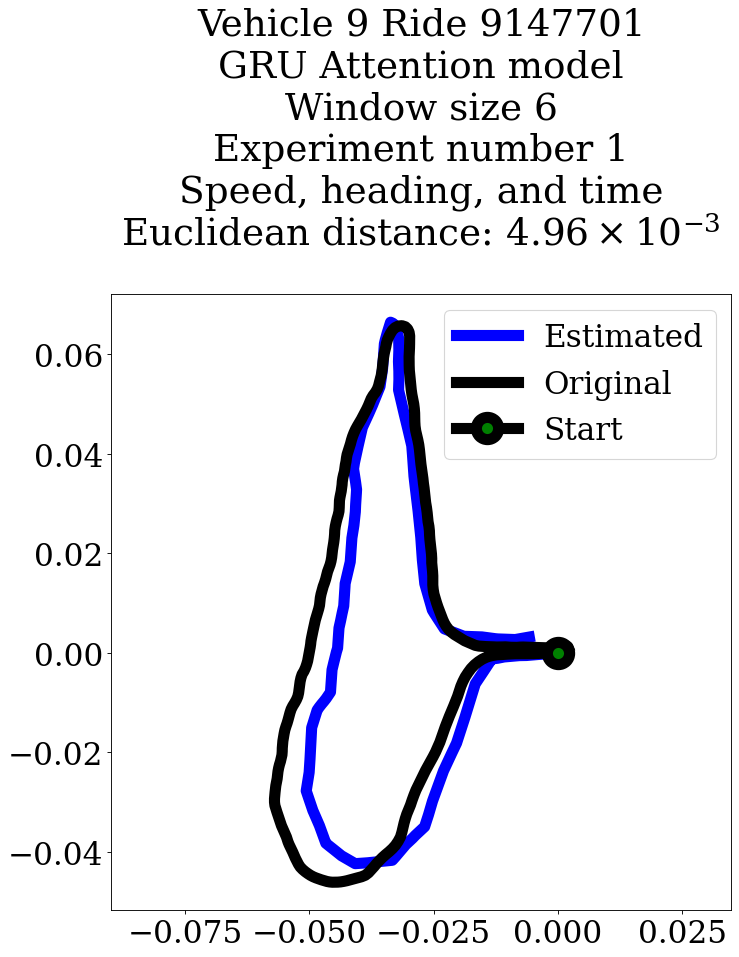 Vehicle 9 Ride 9147701
GRU Attention model
Window size 6
Experiment number 1
Speed, heading, and time
Euclidean distance: 4.96 × 10⁻³
Estimated
Original
Start
0.06
0.04
0.02
0.00
−0.02
−0.04
−0.075 −0.050 −0.025 0.000 0.025